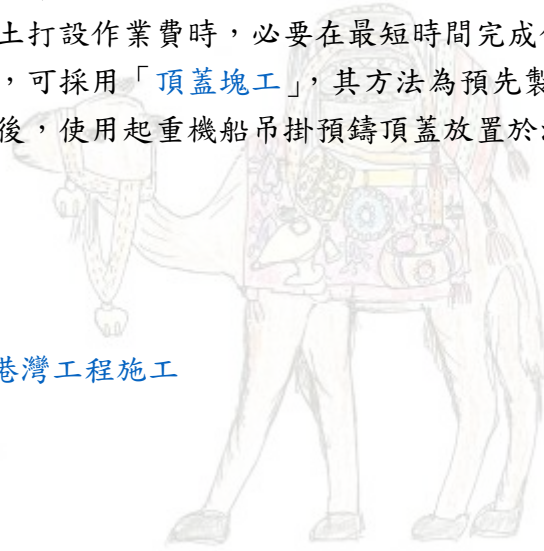 土打設作業費時，必要在最短時間完成
，可採用「頂蓋塊工」，其方法為預先製
後，使用起重機船吊掛預鑄頂蓋放置於
港灣工程施工